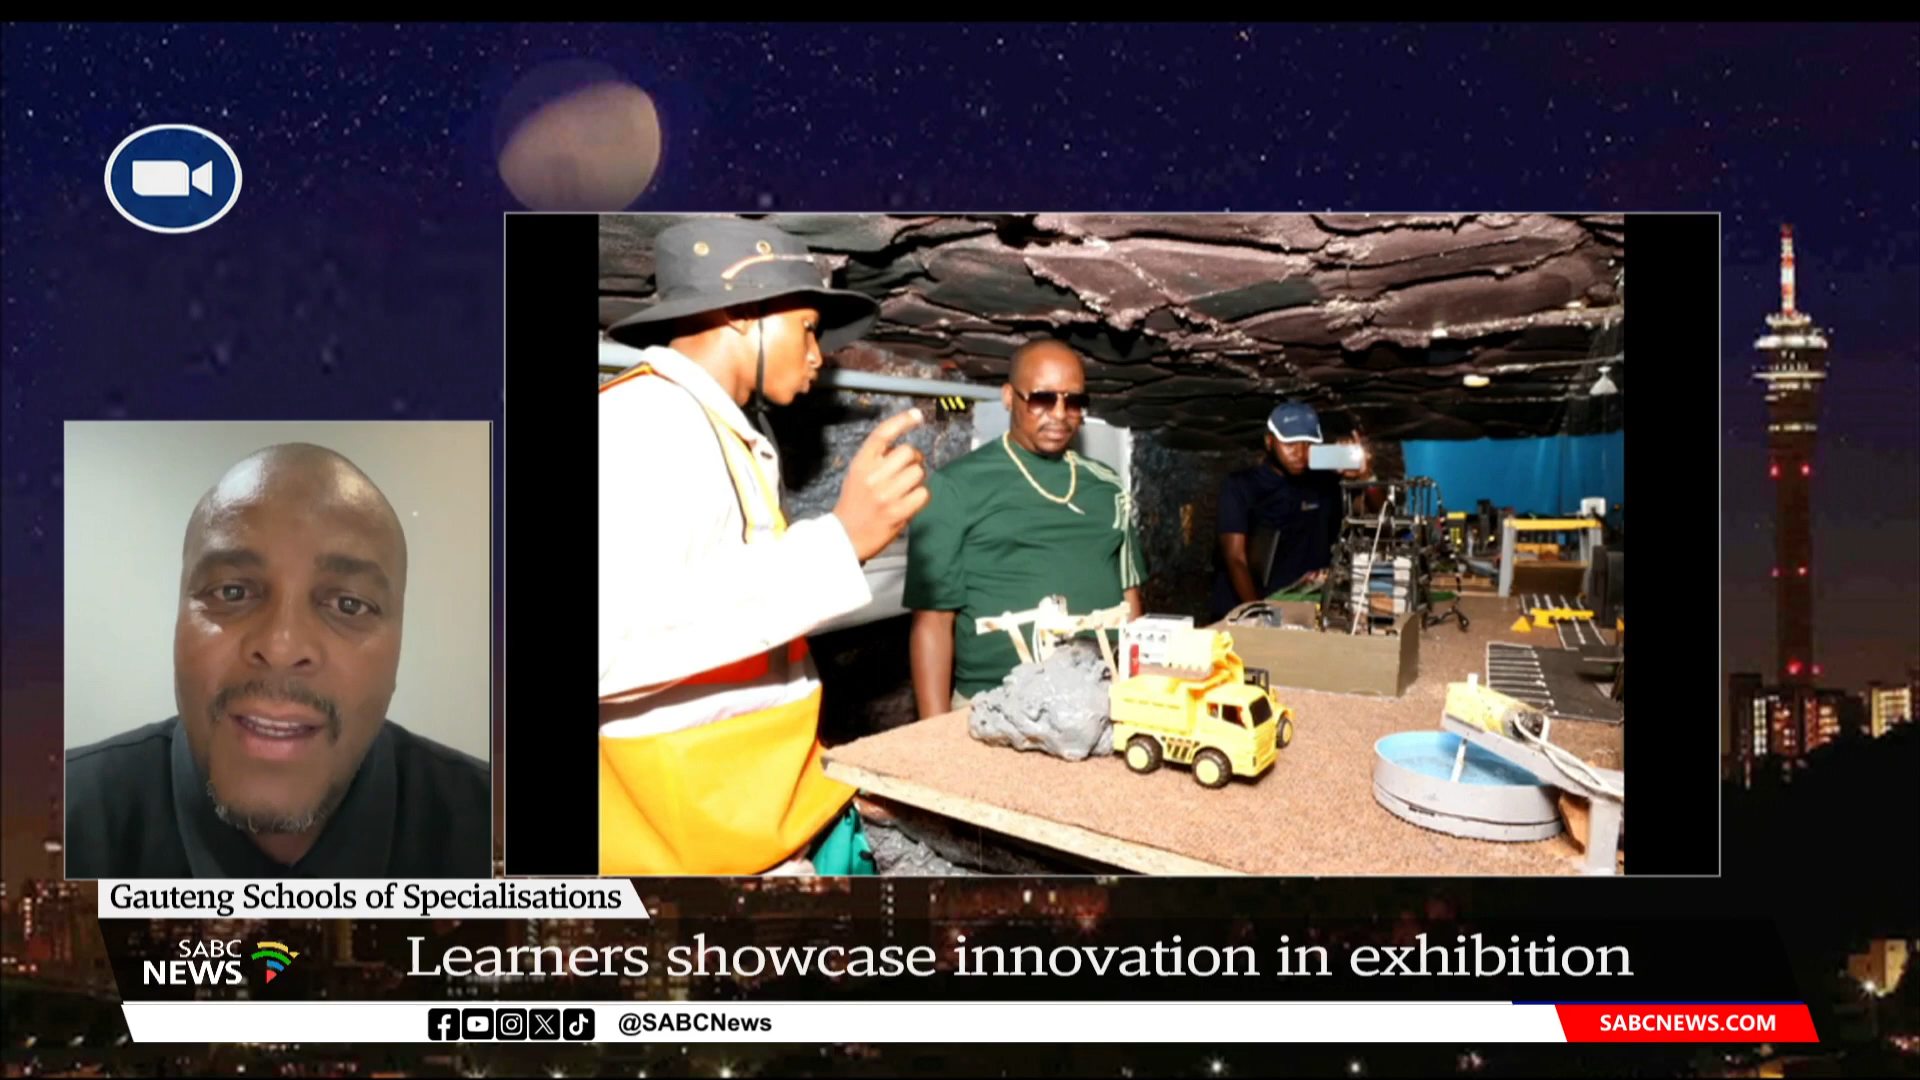 Gauteng Schools of Specialisations
SABC
NEWS
Learners showcase innovation in exhibition
@SABCNews
SABCNEWS.COM